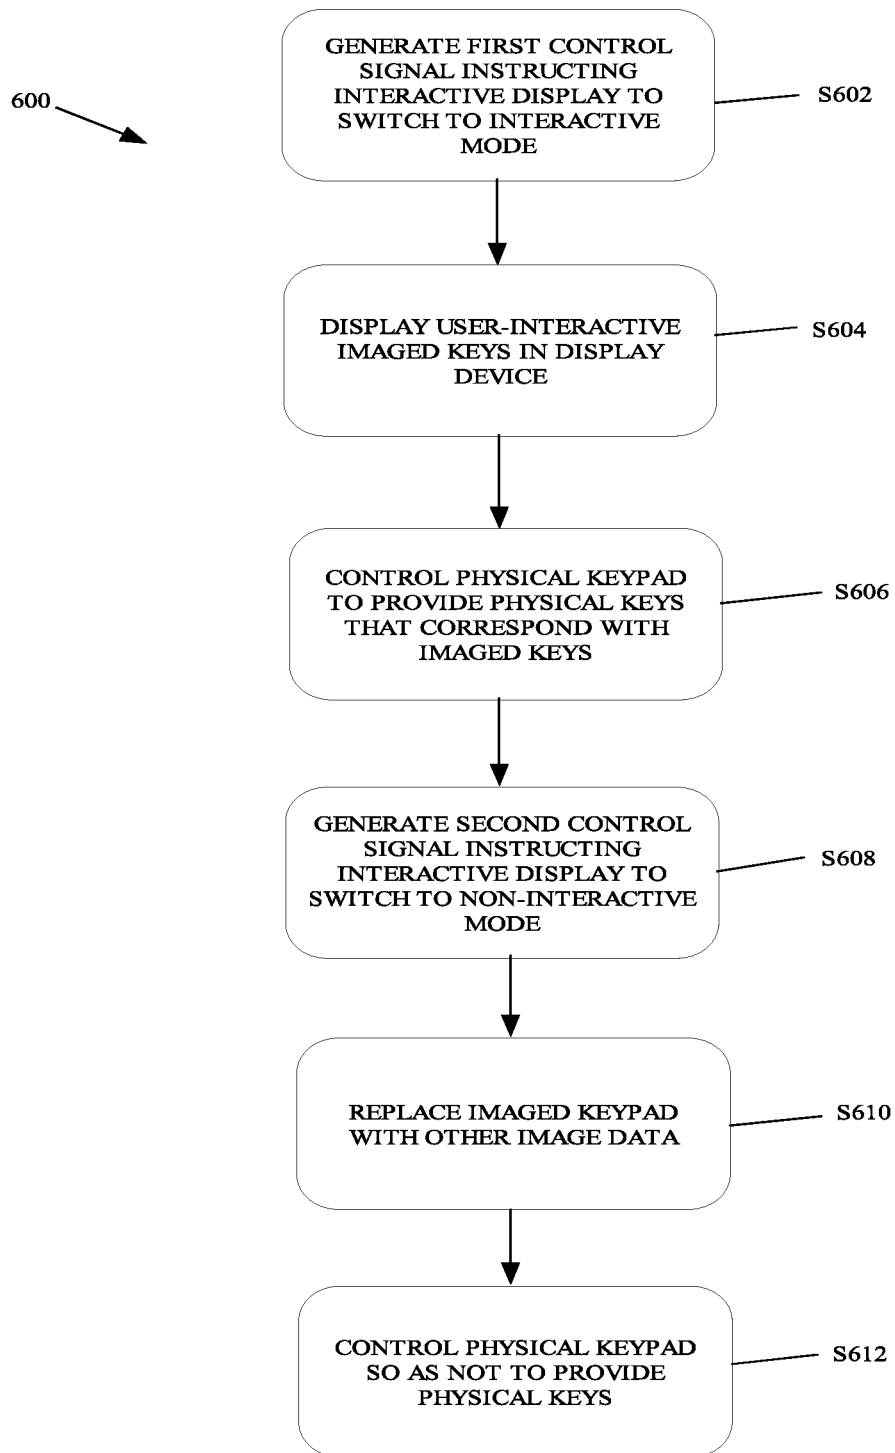 600
GENERATE FIRST CONTROL
SIGNAL INSTRUCTING
INTERACTIVE DISPLAY TO
SWITCH TO INTERACTIVE
MODE
S602
DISPLAY USER-INTERACTIVE
IMAGED KEYS IN DISPLAY
DEVICE
S604
CONTROL PHYSICAL KEYPAD
TO PROVIDE PHYSICAL KEYS
THAT CORRESPOND WITH
IMAGED KEYS
S606
GENERATE SECOND CONTROL
SIGNAL INSTRUCTING
INTERACTIVE DISPLAY TO
SWITCH TO NON-INTERACTIVE
MODE
S608
REPLACE IMAGED KEYPAD
WITH OTHER IMAGE DATA
S610
CONTROL PHYSICAL KEYPAD
SO AS NOT TO PROVIDE
PHYSICAL KEYS
S612